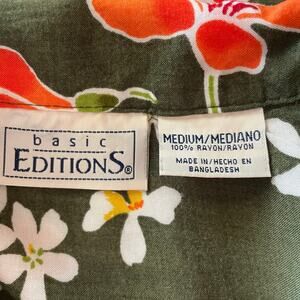 basic
EDITIONS®
MEDIUM/MEDIANO
100% RAYON/RAYON
MADE IN/HECHO EN
BANGLADESH